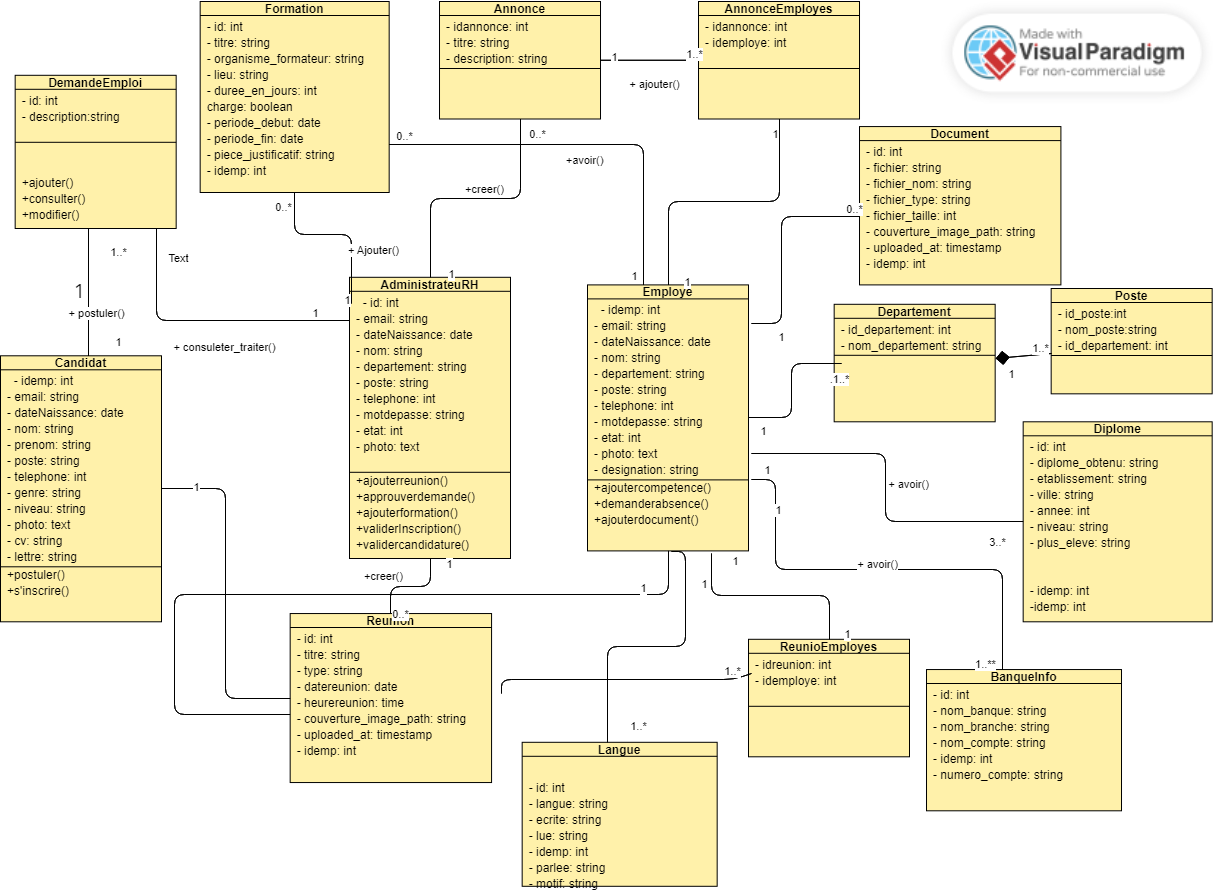 Formation
- id: int
- titre: string
- organisme_formateur: string
- lieu: string
- duree_en_jours: int
charge: boolean
- periode_debut: date
- periode_fin: date
- piece_justificatif: string
- idemp: int
Annonce
- idannonce: int
- titre: string
- description: string
AnnonceEmployes
- idannonce: int
- idemploye: int
Made with
Visual Paradigm
For non-commercial use
1
1..*
+ ajouter()
DemandeEmploi
- id: int
- description:string
+ajouter()
+consulter()
+modifier()
0..*
0..*
+avoir()
1
+creer()
0..*
Document
- id: int
- fichier: string
- fichier_nom: string
- fichier_type: string
- fichier_taille: int
- couverture_image_path: string
- uploaded_at: timestamp
- idemp: int
0..*
1..*
Text
+ Ajouter()
1
1
1
1
1
+ postuler()
1
1
+ consuleter_traiter()
1
AdministrateuRH
- id: int
- email: string
- dateNaissance: date
- nom: string
- departement: string
- poste: string
- telephone: int
- motdepasse: string
- etat: int
- photo: text
+ajouterreunion()
+approuverdemande()
+ajouterformation()
+validerInscription()
+validercandidature()
Employe
- idemp: int
- email: string
- dateNaissance: date
- nom: string
- departement: string
- poste: string
- telephone: int
- motdepasse: string
- etat: int
- photo: text
- designation: string
+ajoutercompetence()
+demanderabsence()
+ajouterdocument()
Departement
- id_departement: int
- nom_departement: string
Poste
- id_poste:int
- nom_poste:string
- id_departement: int
1..*
1
.1..*
1
Candidat
- idemp: int
- email: string
- dateNaissance: date
- nom: string
- prenom: string
- poste: string
- telephone: int
- genre: string
- niveau: string
- photo: text
- cv: string
- lettre: string
+postuler()
+s'inscrire()
1
Diplome
- id: int
- diplome_obtenu: string
- etablissement: string
- ville: string
- annee: int
- niveau: string
- plus_eleve: string
- idemp: int
-idemp: int
1
+ avoir()
1
3..*
+ avoir()
1
1
+creer()
1
1
1
0..*
Reunion
- id: int
- titre: string
- type: string
- datereunion: date
- heurereunion: time
- couverture_image_path: string
- uploaded_at: timestamp
- idemp: int
1
ReunioEmployes
- idreunion: int
- idemploye: int
1..*
1..**
BanqueInfo
- id: int
- nom_banque: string
- nom_branche: string
- nom_compte: string
- idemp: int
- numero_compte: string
1..*
Langue
- id: int
- langue: string
- ecrite: string
- lue: string
- idemp: int
- parlee: string
- motif: string